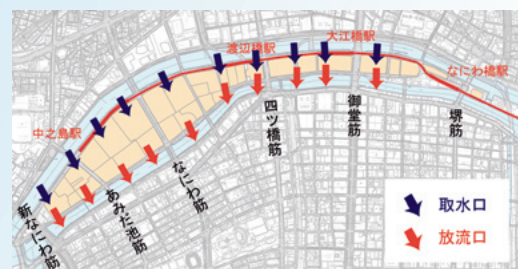 渡辺橋駅
大江橋駅
なにわ橋駅
中之島駅
四ツ橋筋
御堂筋
堺筋
なにわ筋
あみだ池筋
新なにわ筋
取水口
放流口